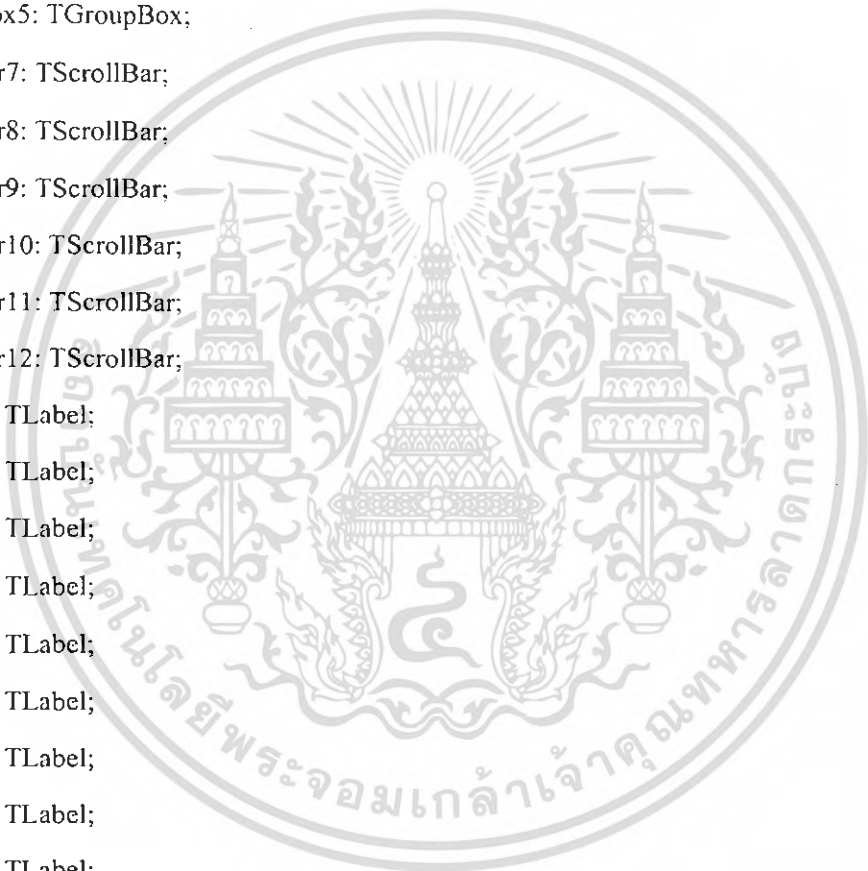 ox5: TGroupBox;
r7: TScrollBar;
r8: TScrollBar;
r9: TScrollBar;
r10: TScrollBar;
r11: TScrollBar;
r12: TScrollBar;
TLabel;
TLabel;
TLabel;
TLabel;
TLabel;
TLabel;
TLabel;
TLabel;
TLabel;
สถาบันเทคโนโลยีพระจอมเกล้าเจ้าคุณทหารลาดกระบัง